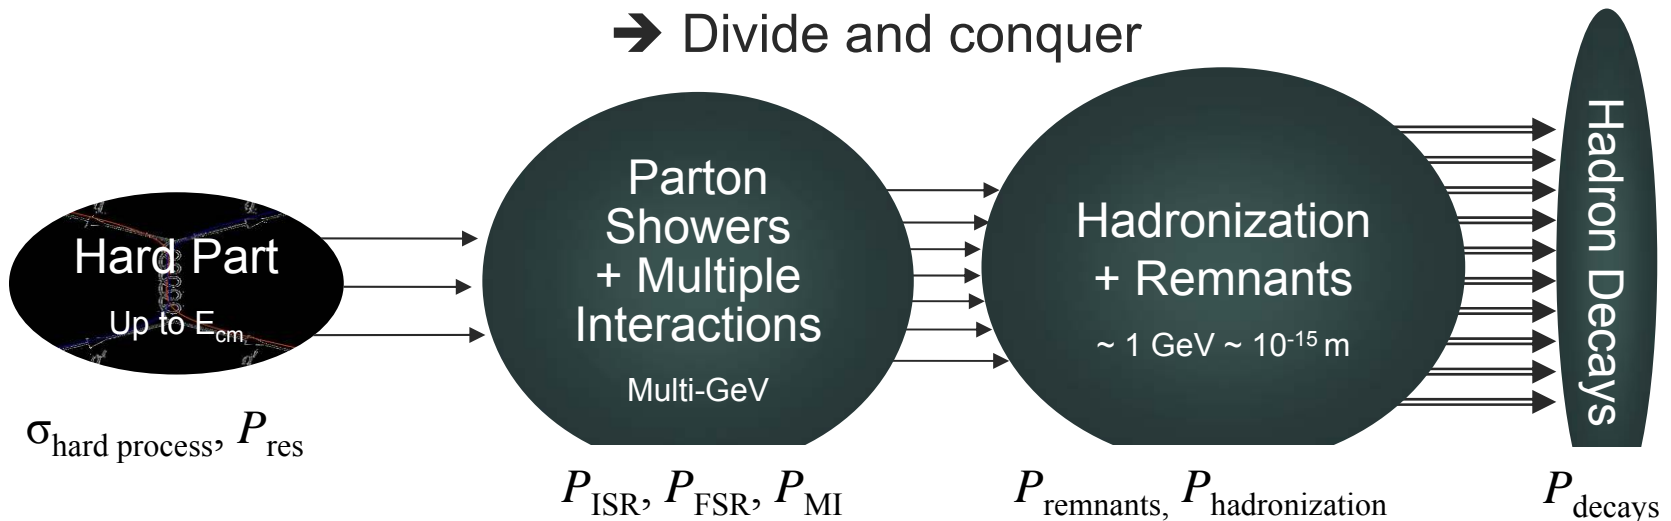 ➔ Divide and conquer
Hard Part
Up to E_cm
σ_hard process, P_res
Parton
Showers
+ Multiple
Interactions
Multi-GeV
P_ISR, P_FSR, P_MI
Hadronization
+ Remnants
~ 1 GeV ~ 10^-15 m
P_remnants, P_hadronization
Hadron Decays
P_decays